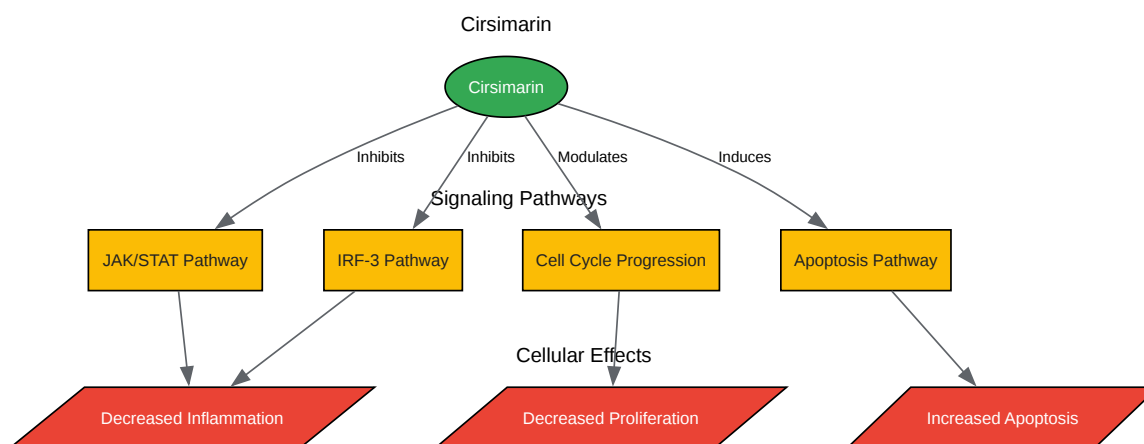 Cirsimarin
Cirsimarin
Inhibits
Inhibits
Modulates
Induces
Signaling Pathways
JAK/STAT Pathway
IRF-3 Pathway
Cell Cycle Progression
Apoptosis Pathway
Cellular Effects
Decreased Inflammation
Decreased Proliferation
Increased Apoptosis